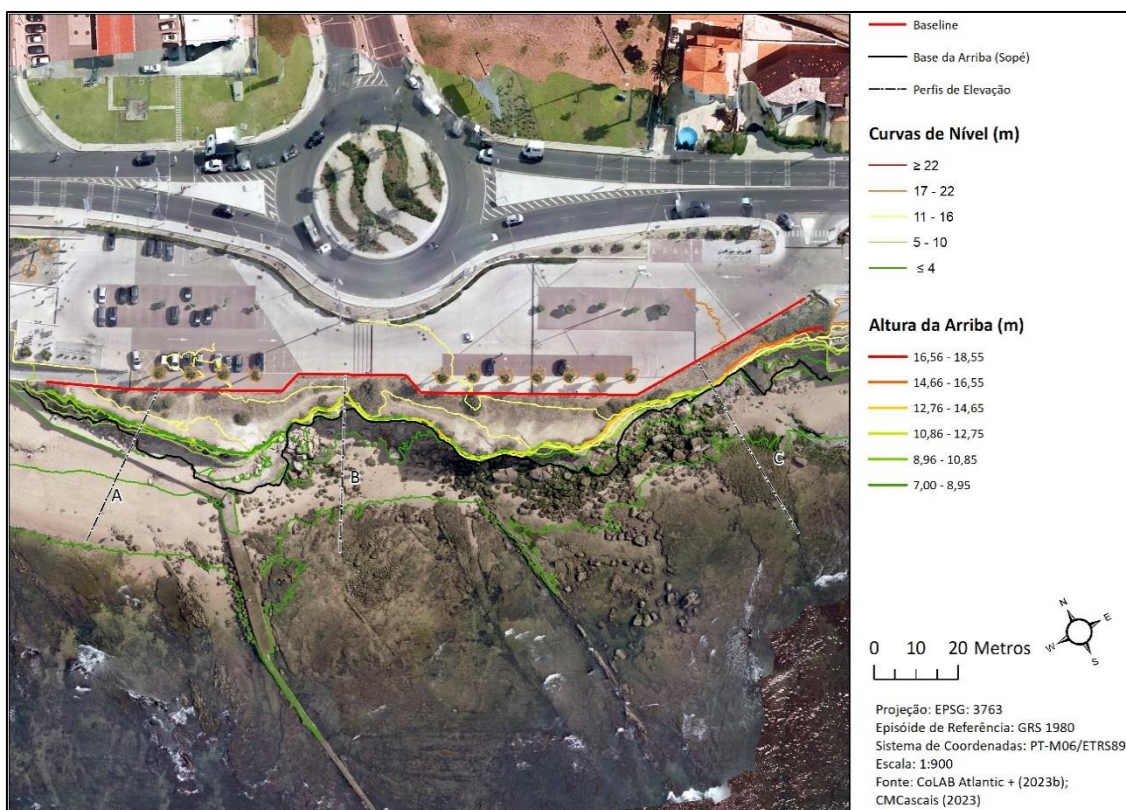 Baseline
Base da Arriba (Sopé)
Perfis de Elevação
Curvas de Nível (m)
≥ 22
17 - 22
11 - 16
5 - 10
≤ 4
Altura da Arriba (m)
16,56 - 18,55
14,66 - 16,55
12,76 - 14,65
10,86 - 12,75
8,96 - 10,85
7,00 - 8,95
A
B
C
N
E
W
S
0 10 20 Metros
Projeção: EPSG: 3763
Episóide de Referência: GRS 1980
Sistema de Coordenadas: PT-M06/ETRS89
Escala: 1:900
Fonte: CoLAB Atlantic + (2023b);
CMCascais (2023)